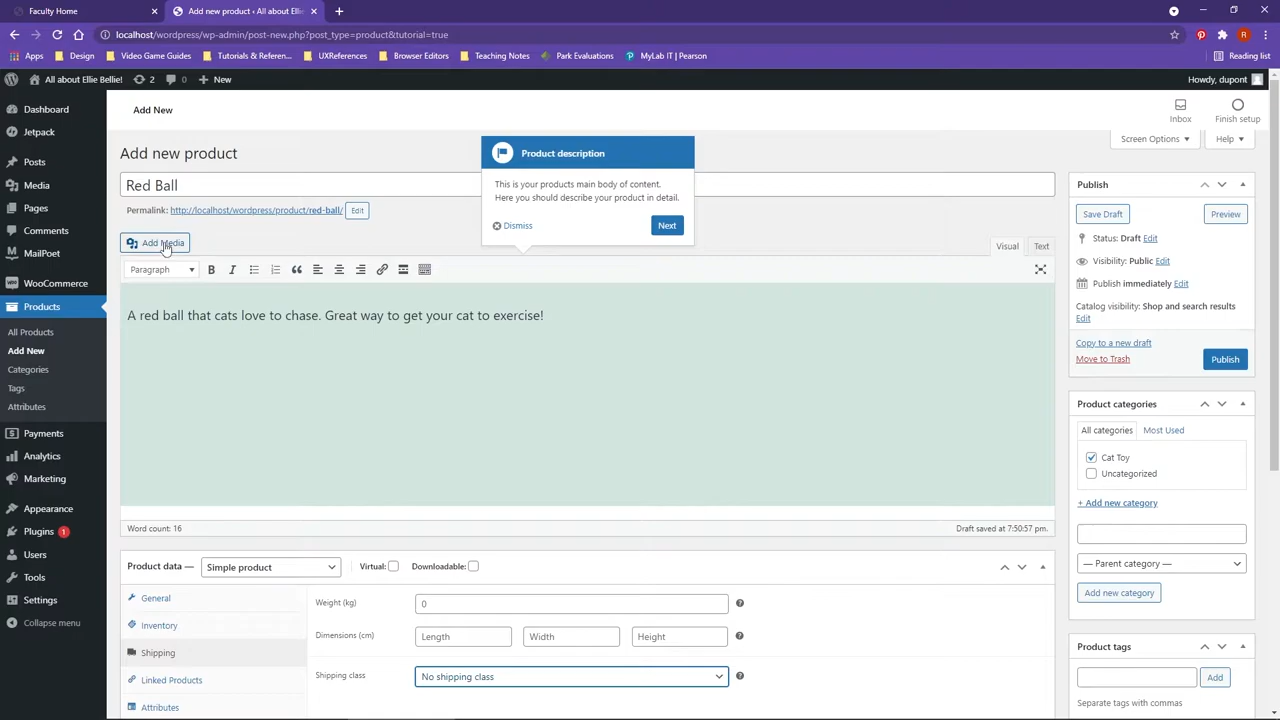 Faculty Home
Add new product ‹ All about Ellie
localhost/wordpress/wp-admin/post-new.php?post_type=product&tutorial=true
Apps
Design
Video Game Guides
Tutorials & Referen...
UXReferences
Browser Editors
Teaching Notes
Park Evaluations
MyLab IT | Pearson
Reading list
All about Ellie Bellie!
2
0
New
Howdy, dupont
Dashboard
Jetpack
Posts
Media
Pages
Comments
MailPoet
WooCommerce
Products
All Products
Add New
Categories
Tags
Attributes
Payments
Analytics
Marketing
Appearance
Plugins 1
Users
Tools
Settings
Collapse menu
Add New
Inbox
Finish setup
Screen Options
Help
Add new product
Red Ball
Permalink: http://localhost/wordpress/product/red-ball/ Edit
Product description
This is your products main body of content.
Here you should describe your product in detail.
Dismiss
Next
Add Media
Visual
Text
Paragraph
A red ball that cats love to chase. Great way to get your cat to exercise!
Word count: 16
Draft saved at 7:50:57 pm.
Product data —
Simple product
Virtual:
Downloadable:
General
Inventory
Shipping
Linked Products
Attributes
Weight (kg)
0
Dimensions (cm)
Length
Width
Height
Shipping class
No shipping class
Publish
Save Draft
Preview
Status: Draft Edit
Visibility: Public Edit
Publish immediately Edit
Catalog visibility: Shop and search results
Edit
Copy to a new draft
Move to Trash
Publish
Product categories
All categories
Most Used
Cat Toy
Uncategorized
+ Add new category
— Parent category —
Add new category
Product tags
Add
Separate tags with commas